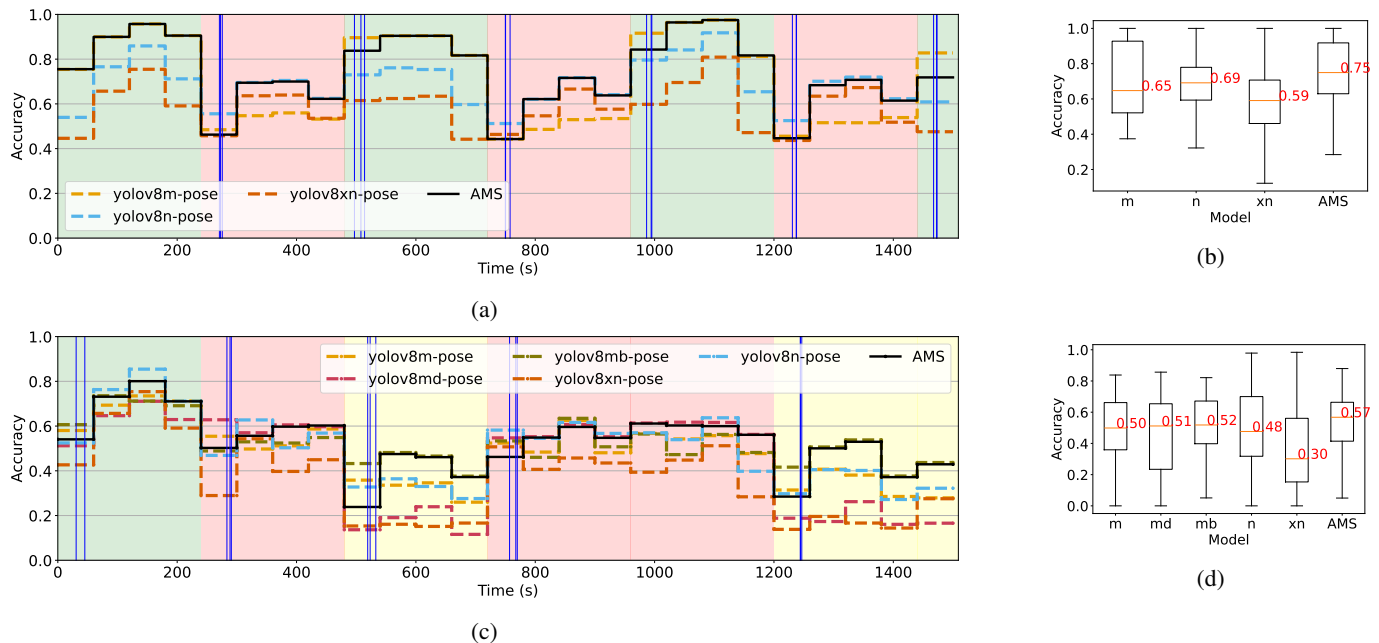 1.0
0.8
0.6
0.4
0.2
0.0
Accuracy
yolov8m-pose
yolov8n-pose
yolov8xn-pose
AMS
0 200 400 600 800 1000 1200 1400
Time (s)
(a)
1.0
0.8
0.6
0.4
0.2
Accuracy
0.65
0.69
0.59
0.75
m n xn AMS
Model
(b)
1.0
0.8
0.6
0.4
0.2
0.0
Accuracy
yolov8m-pose
yolov8md-pose
yolov8mb-pose
yolov8xn-pose
yolov8n-pose
AMS
0 200 400 600 800 1000 1200 1400
Time (s)
(c)
1.0
0.8
0.6
0.4
0.2
0.0
Accuracy
0.50
0.51
0.52
0.48
0.30
0.57
m md mb n xn AMS
Model
(d)